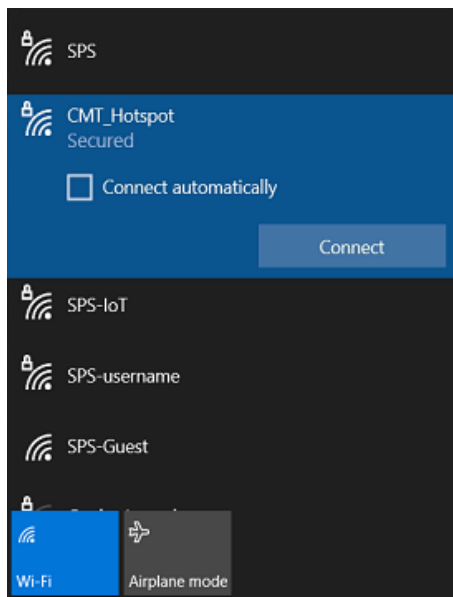 SPS
CMT_Hotspot
Secured
Connect automatically
Connect
SPS-IoT
SPS-username
SPS-Guest
Wi-Fi
Airplane mode